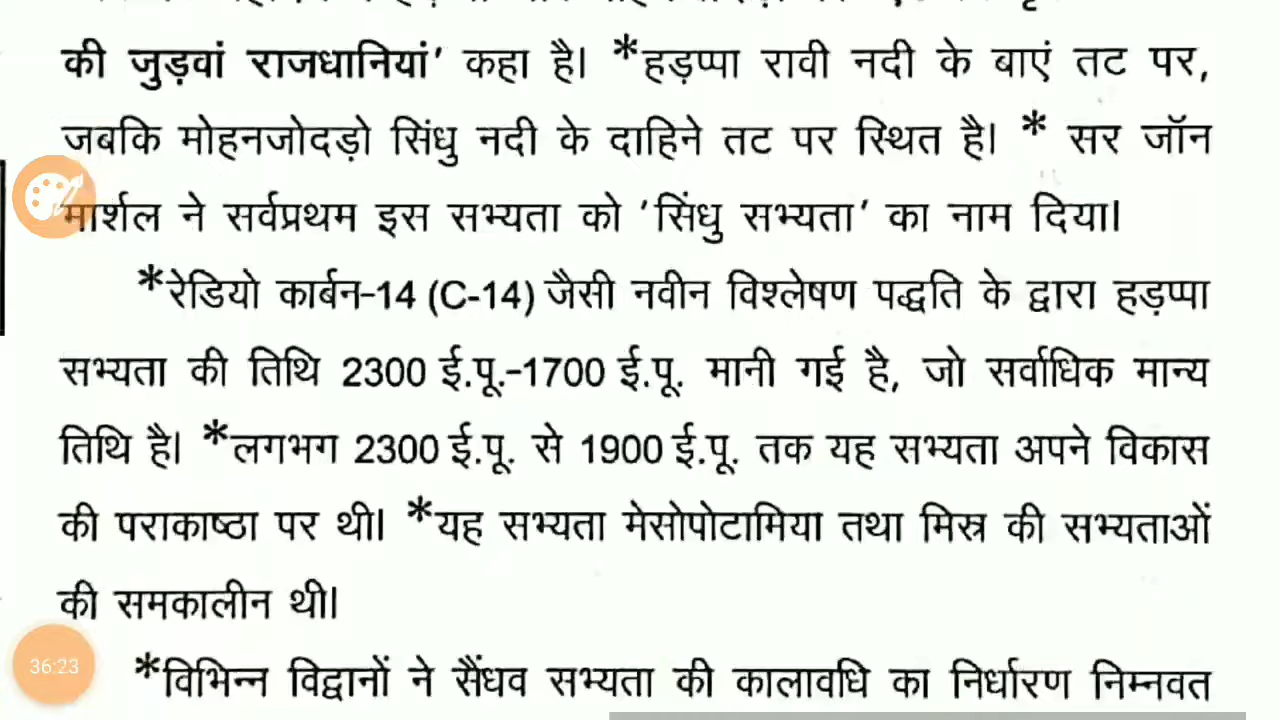 की जुड़वां राजधानियां' कहा है। *हड़प्पा रावी नदी के बाएं तट पर,
जबकि मोहनजोदड़ो सिंधु नदी के दाहिने तट पर स्थित है। * सर जॉन
मार्शल ने सर्वप्रथम इस सभ्यता को 'सिंधु सभ्यता' का नाम दिया।
*रेडियो कार्बन-14 (C-14) जैसी नवीन विश्लेषण पद्धति के द्वारा हड़प्पा
सभ्यता की तिथि 2300 ई.पू.-1700 ई.पू. मानी गई है, जो सर्वाधिक मान्य
तिथि है। *लगभग 2300 ई.पू. से 1900 ई.पू. तक यह सभ्यता अपने विकास
की पराकाष्ठा पर थी। *यह सभ्यता मेसोपोटामिया तथा मिस्र की सभ्यताओं
की समकालीन थी।
36:23
*विभिन्न विद्वानों ने सैंधव सभ्यता की कालावधि का निर्धारण निम्नवत